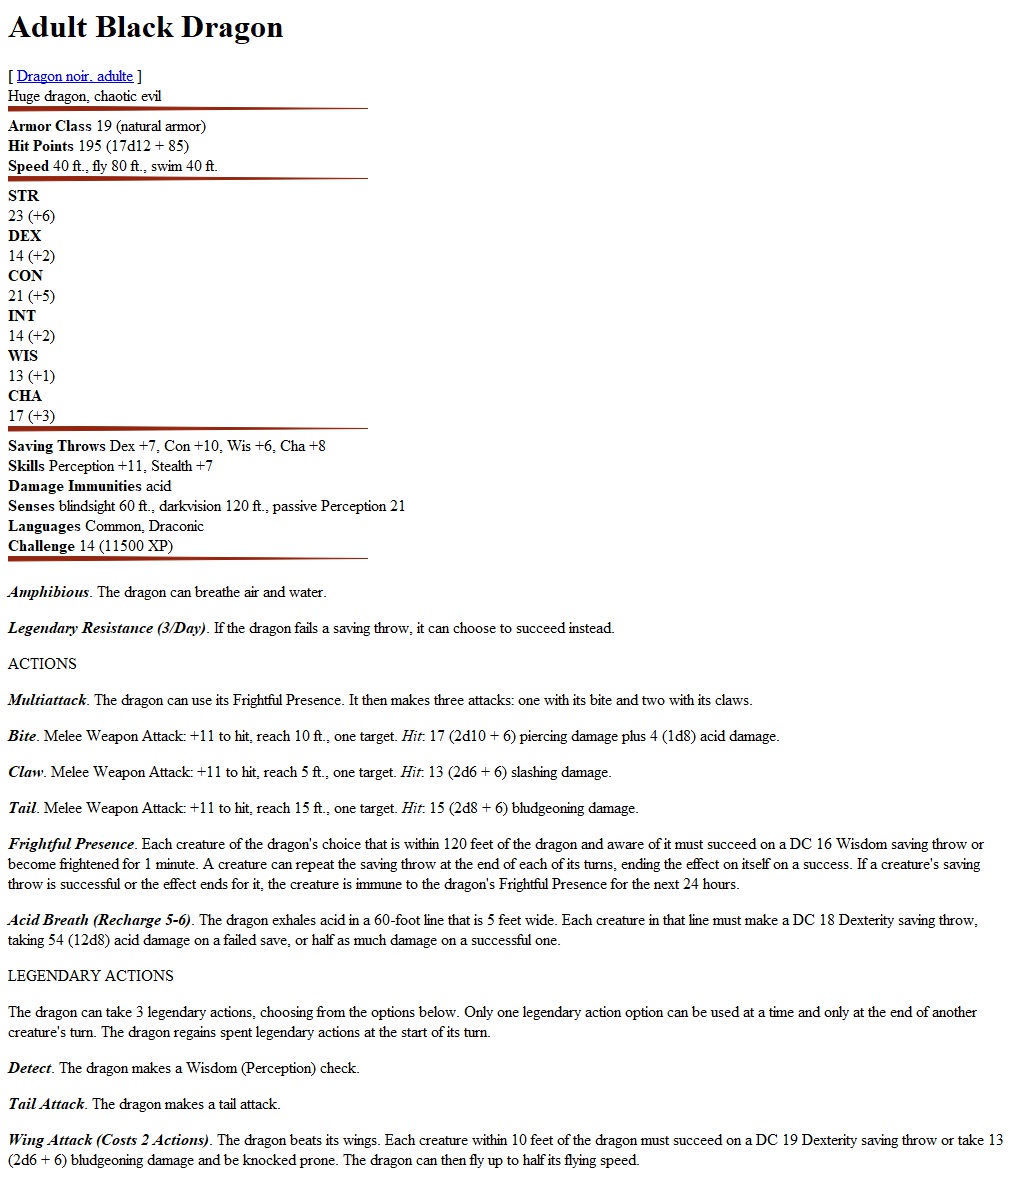 Adult Black Dragon
[ Dragon noir, adulte ]
Huge dragon, chaotic evil
Armor Class 19 (natural armor)
Hit Points 195 (17d12 + 85)
Speed 40 ft., fly 80 ft., swim 40 ft.
STR
23 (+6)
DEX
14 (+2)
CON
21 (+5)
INT
14 (+2)
WIS
13 (+1)
CHA
17 (+3)
Saving Throws Dex +7, Con +10, Wis +6, Cha +8
Skills Perception +11, Stealth +7
Damage Immunities acid
Senses blindsight 60 ft., darkvision 120 ft., passive Perception 21
Languages Common, Draconic
Challenge 14 (11500 XP)
Amphibious. The dragon can breathe air and water.
Legendary Resistance (3/Day). If the dragon fails a saving throw, it can choose to succeed instead.
ACTIONS
Multiattack. The dragon can use its Frightful Presence. It then makes three attacks: one with its bite and two with its claws.
Bite. Melee Weapon Attack: +11 to hit, reach 10 ft., one target. Hit: 17 (2d10 + 6) piercing damage plus 4 (1d8) acid damage.
Claw. Melee Weapon Attack: +11 to hit, reach 5 ft., one target. Hit: 13 (2d6 + 6) slashing damage.
Tail. Melee Weapon Attack: +11 to hit, reach 15 ft., one target. Hit: 15 (2d8 + 6) bludgeoning damage.
Frightful Presence. Each creature of the dragon's choice that is within 120 feet of the dragon and aware of it must succeed on a DC 16 Wisdom saving throw or
become frightened for 1 minute. A creature can repeat the saving throw at the end of each of its turns, ending the effect on itself on a success. If a creature's saving
throw is successful or the effect ends for it, the creature is immune to the dragon's Frightful Presence for the next 24 hours.
Acid Breath (Recharge 5-6). The dragon exhales acid in a 60-foot line that is 5 feet wide. Each creature in that line must make a DC 18 Dexterity saving throw,
taking 54 (12d8) acid damage on a failed save, or half as much damage on a successful one.
LEGENDARY ACTIONS
The dragon can take 3 legendary actions, choosing from the options below. Only one legendary action option can be used at a time and only at the end of another
creature's turn. The dragon regains spent legendary actions at the start of its turn.
Detect. The dragon makes a Wisdom (Perception) check.
Tail Attack. The dragon makes a tail attack.
Wing Attack (Costs 2 Actions). The dragon beats its wings. Each creature within 10 feet of the dragon must succeed on a DC 19 Dexterity saving throw or take 13
(2d6 + 6) bludgeoning damage and be knocked prone. The dragon can then fly up to half its flying speed.